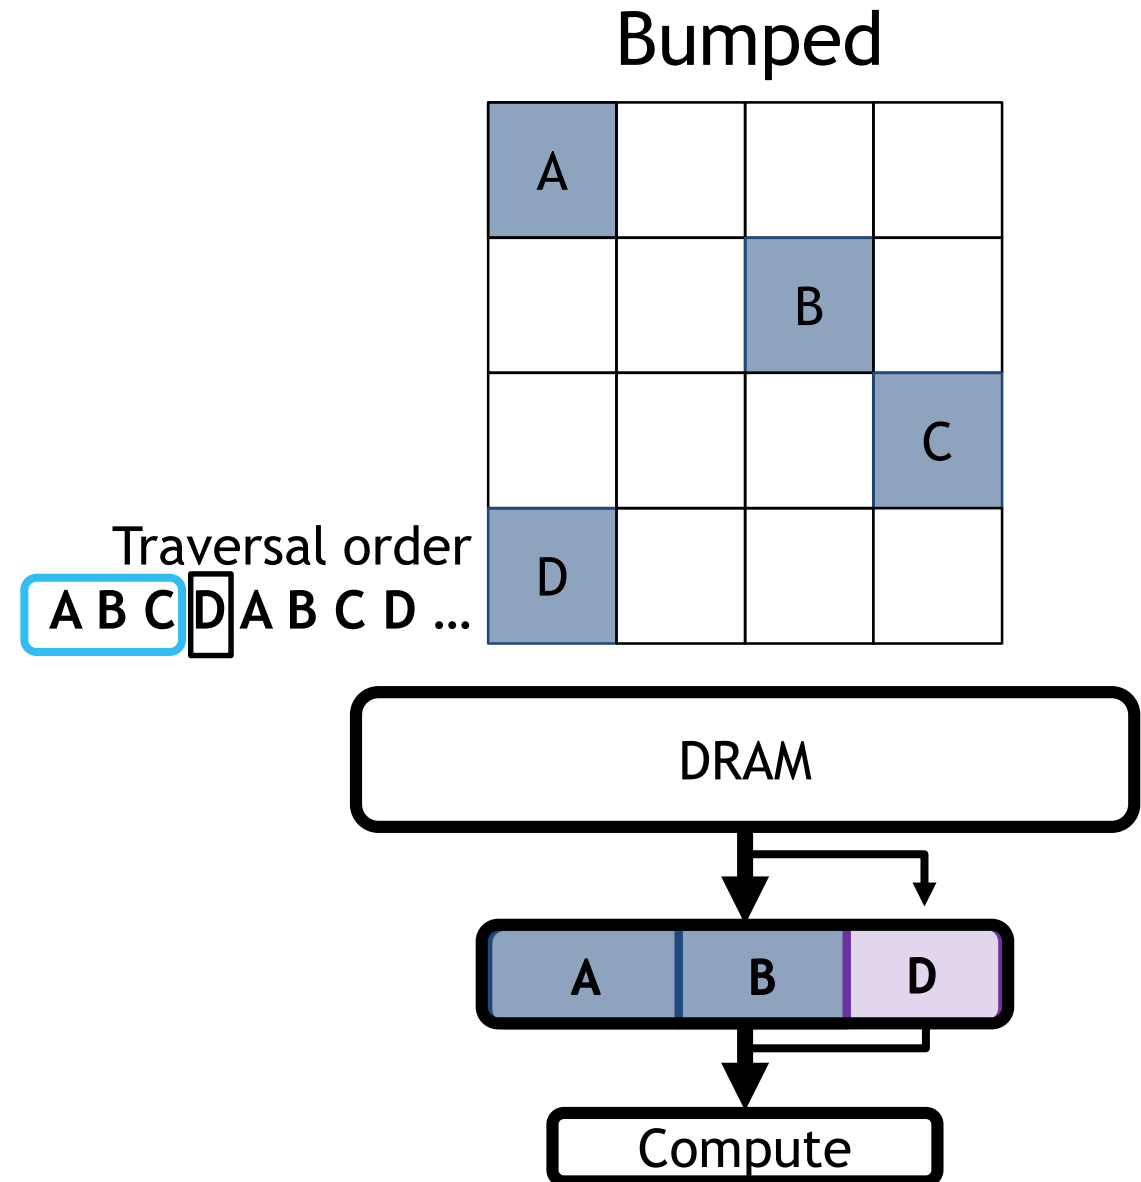 Bumped
A
B
C
Traversal order
D
A B C D A B C D ...
DRAM
A B D
Compute